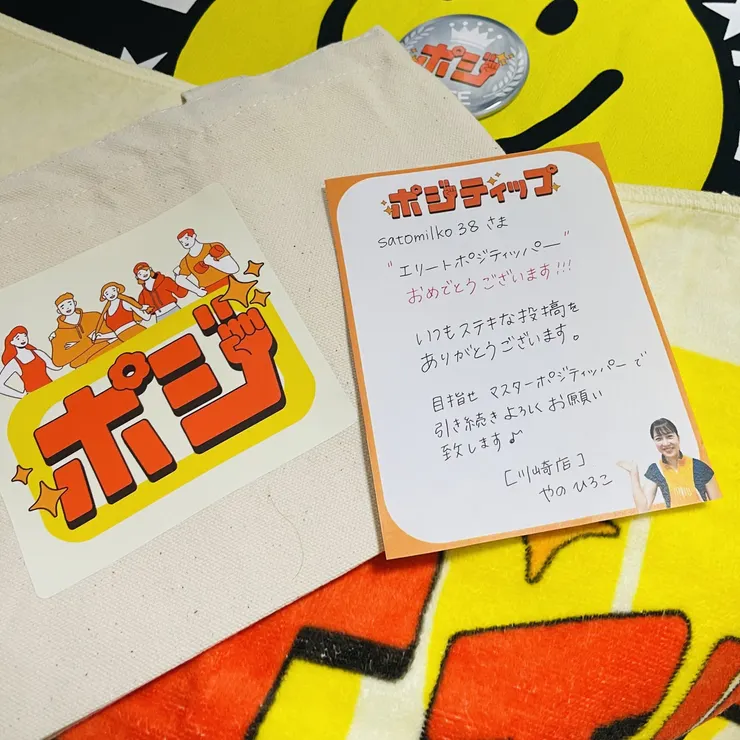 ポジ
ポジ
ポジティップ
satomilko38 さま
"エリートポジティッパー"
おめでとうございます!!!
いつもステキな投稿を
ありがとうございます。
目指せ マスターポジティッパーで
引き続きよろしくお願い
致します♪
[川崎店]
やの ひろこ